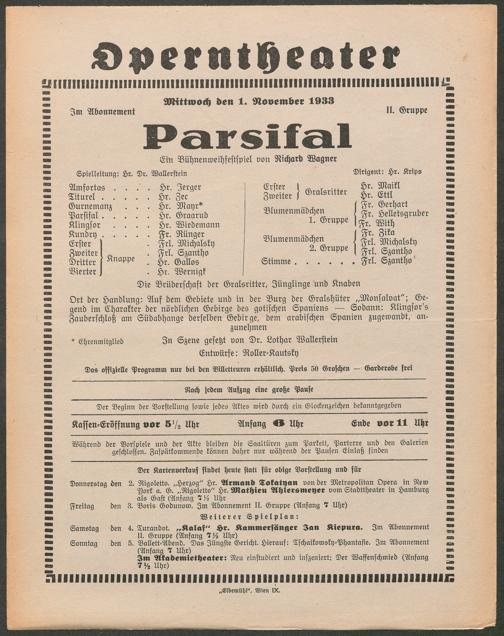 Operntheater
Mittwoch den 1. November 1933
Im Abonnement
II. Gruppe
Parsifal
Ein Bühnenweihfestspiel von Richard Wagner
Spielleitung: Hr. Dr. Wallerstein
Dirigent: Hr. Krips
Amfortas . . . . Hr. Jerger
Titurel . . . . Hr. Zec
Gurnemanz . . . Hr. Mayr*
Parsifal . . . . Hr. Graarud
Klingsor . . . Hr. Wiedemann
Kundry . . . . Fr. Rünger
Erster
Zweiter
Dritter
Vierter
Knappe
Frl. Michalsky
Frl. Szantho
Hr. Gallos
Hr. Wernigk
Erster
Zweiter
Gralsritter
Hr. Maikl
Hr. Ettl
Blumenmädchen
1. Gruppe
Fr. Gerhart
Fr. Helletsgruber
Fr. With
Blumenmädchen
2. Gruppe
Fr. Zika
Frl. Michalsky
Frl. Szantho
Stimme . . . . . . Frl. Szantho
Die Brüderschaft der Gralsritter, Jünglinge und Knaben
Ort der Handlung: Auf dem Gebiete und in der Burg der Gralshüter „Monsalvat"; Ge-
gend im Charakter der nördlichen Gebirge des gotischen Spaniens — Sodann: Klingsor's
Zauberschloß am Südabhange derselben Gebirge, dem arabischen Spanien zugewandt, an-
zunehmen
* Ehrenmitglied
In Szene gesetzt von Dr. Lothar Wallerstein
Entwürfe: Roller-Kautsky
Das offizielle Programm nur bei den Billetteuren erhältlich. Preis 50 Groschen — Garderobe frei
Nach jedem Aufzug eine große Pause
Der Beginn der Vorstellung sowie jedes Aktes wird durch ein Glockenzeichen bekanntgegeben
Kassen-Eröffnung vor 5½ Uhr
Anfang 6 Uhr
Ende vor 11 Uhr
Während der Vorspiele und der Akte bleiben die Saaltüren zum Parkett, Parterre und den Galerien
geschlossen. Zuspätkommende können daher nur während der Pausen Einlaß finden
Der Kartenverkauf findet heute statt für obige Vorstellung und für
Donnerstag den 2. Rigoletto. „Herzog" Hr. Armand Tokatyan von der Metropolitan Opera in New
York a. G. „Rigoletto" Hr. Mathieu Ahlersmeyer vom Stadttheater in Hamburg
als Gast (Anfang 7½ Uhr)
Freitag den 3. Boris Godunow. Im Abonnement II. Gruppe (Anfang 7 Uhr)
Weiterer Spielplan:
Samstag den 4. Turandot. „Kalaf" Hr. Kammersänger Jan Kiepura. Im Abonnement
II. Gruppe (Anfang 7½ Uhr)
Sonntag den 5. Ballett-Abend. Das Jüngste Gericht. Hierauf: Tschaikowsky-Phantasie. Im Abonnement
(Anfang 7 Uhr)
Im Akademietheater: Neu einstudiert und inszeniert: Der Waffenschmied (Anfang
7½ Uhr)
„Elbemühl", Wien IX.